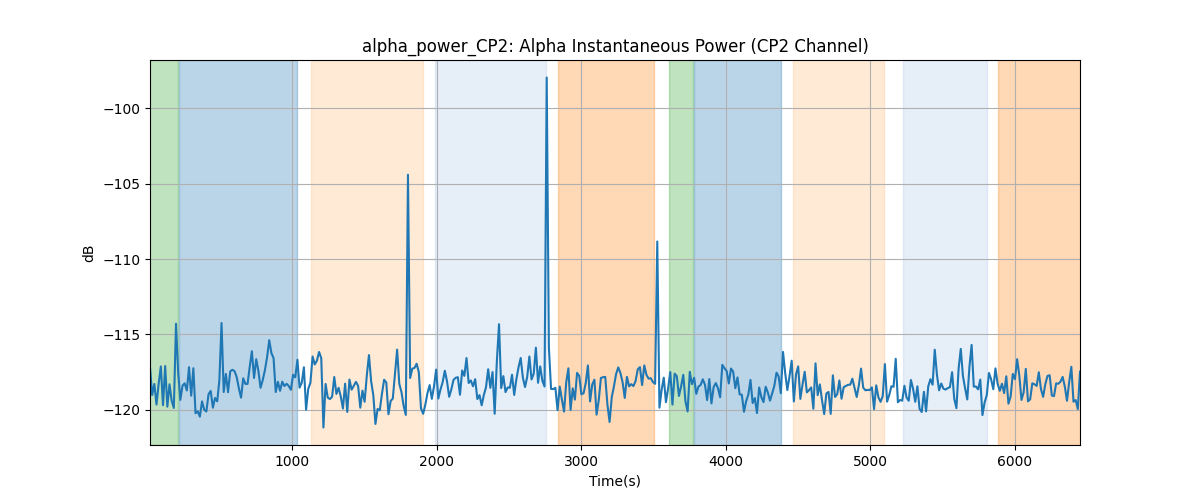 alpha_power_CP2: Alpha Instantaneous Power (CP2 Channel)
dB
−100
−105
−110
−115
−120
1000 2000 3000 4000 5000 6000
Time(s)